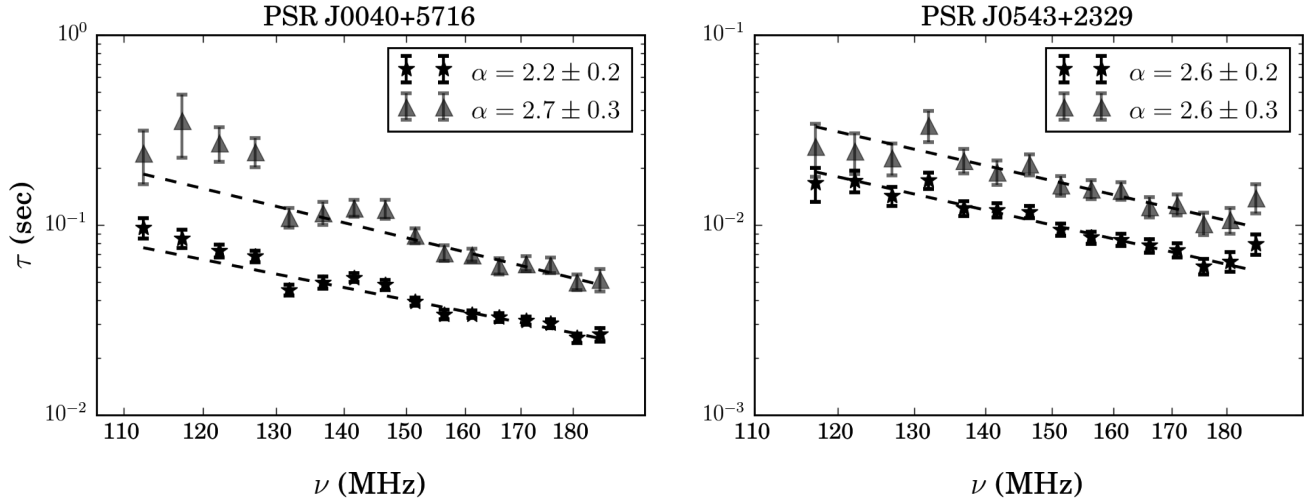 PSR J0040+5716
10⁰
10⁻¹
10⁻²
τ (sec)
α = 2.2 ± 0.2
α = 2.7 ± 0.3
110 120 130 140 150 160 170 180
ν (MHz)
PSR J0543+2329
10⁻¹
10⁻²
10⁻³
α = 2.6 ± 0.2
α = 2.6 ± 0.3
110 120 130 140 150 160 170 180
ν (MHz)